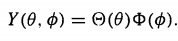 Y(θ, ϕ) = Θ(θ)Φ(ϕ).